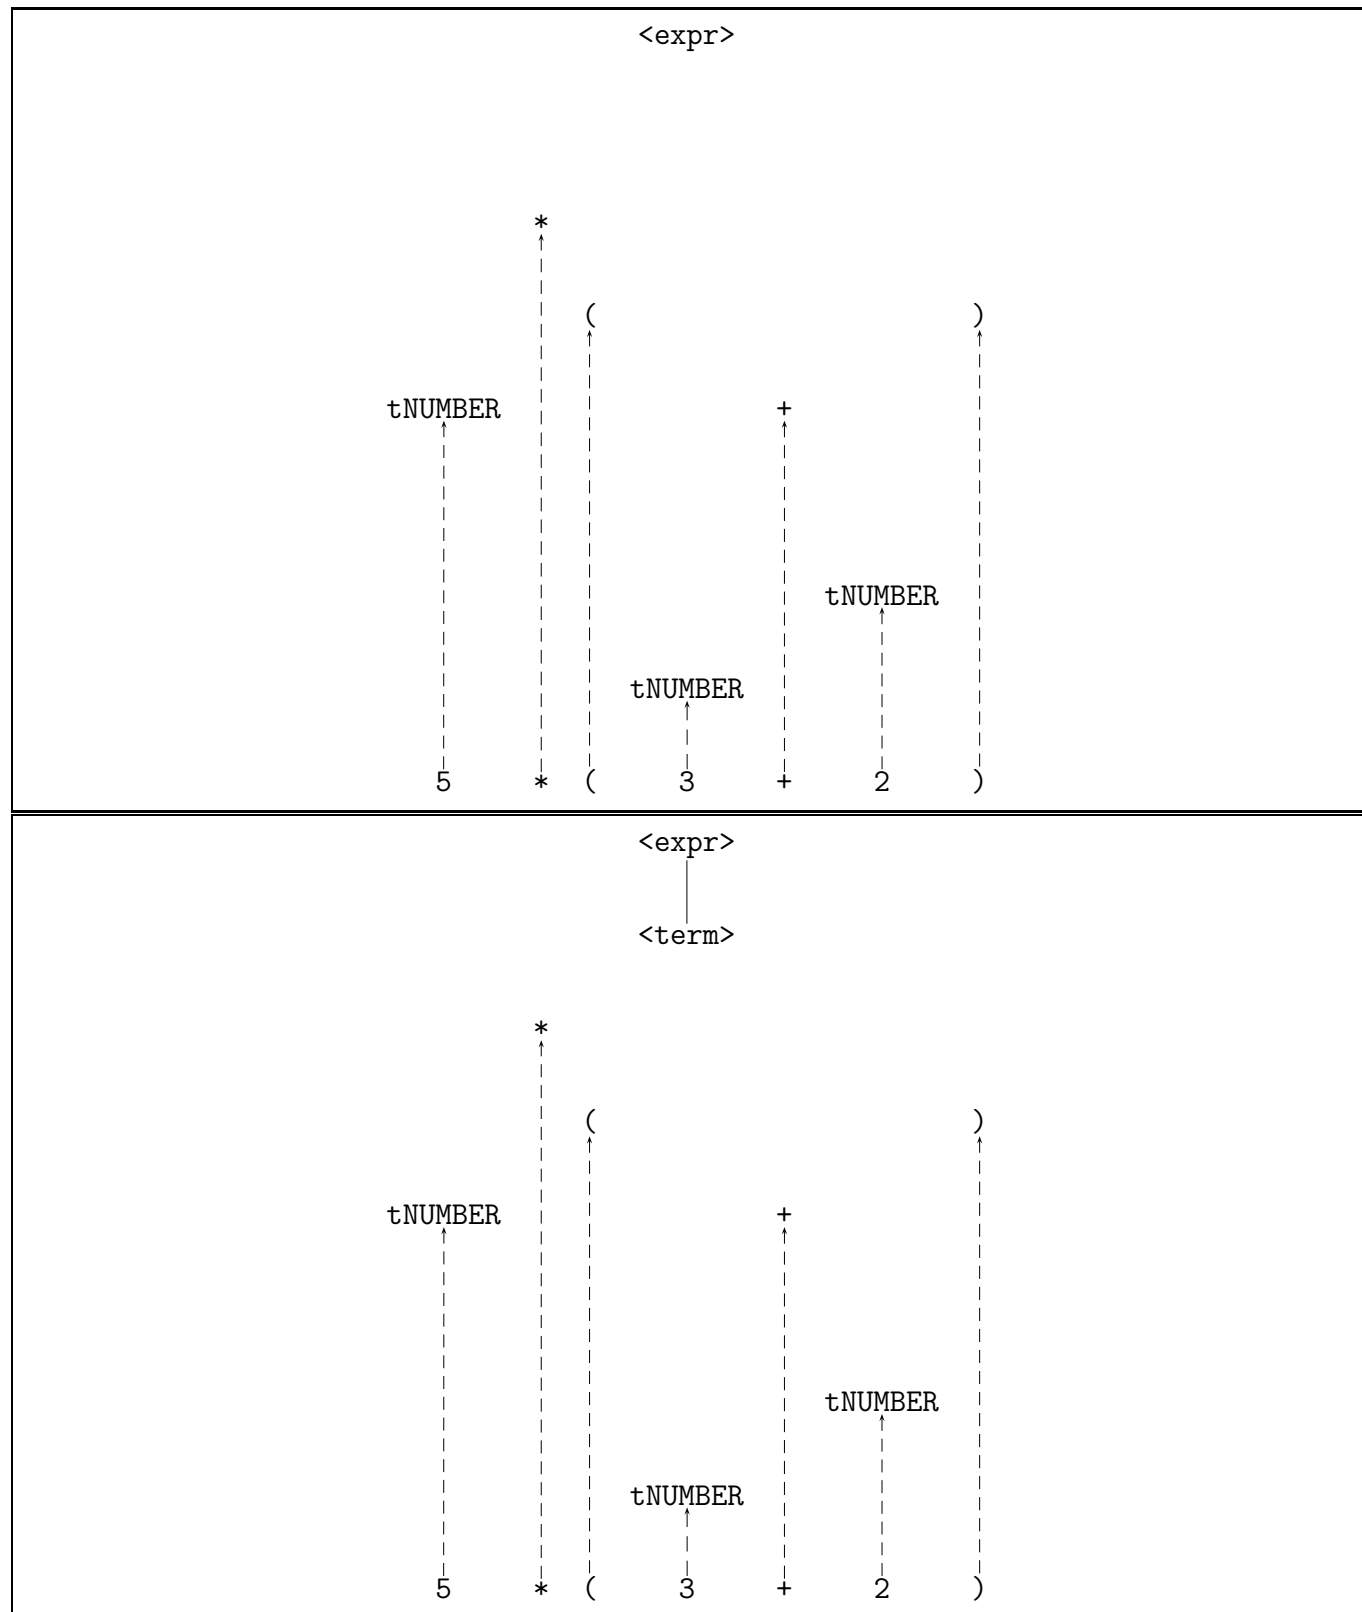 <expr>
*
( )
tNUMBER +
tNUMBER
tNUMBER
5 * ( 3 + 2 )
<expr>
<term>
*
( )
tNUMBER +
tNUMBER
tNUMBER
5 * ( 3 + 2 )